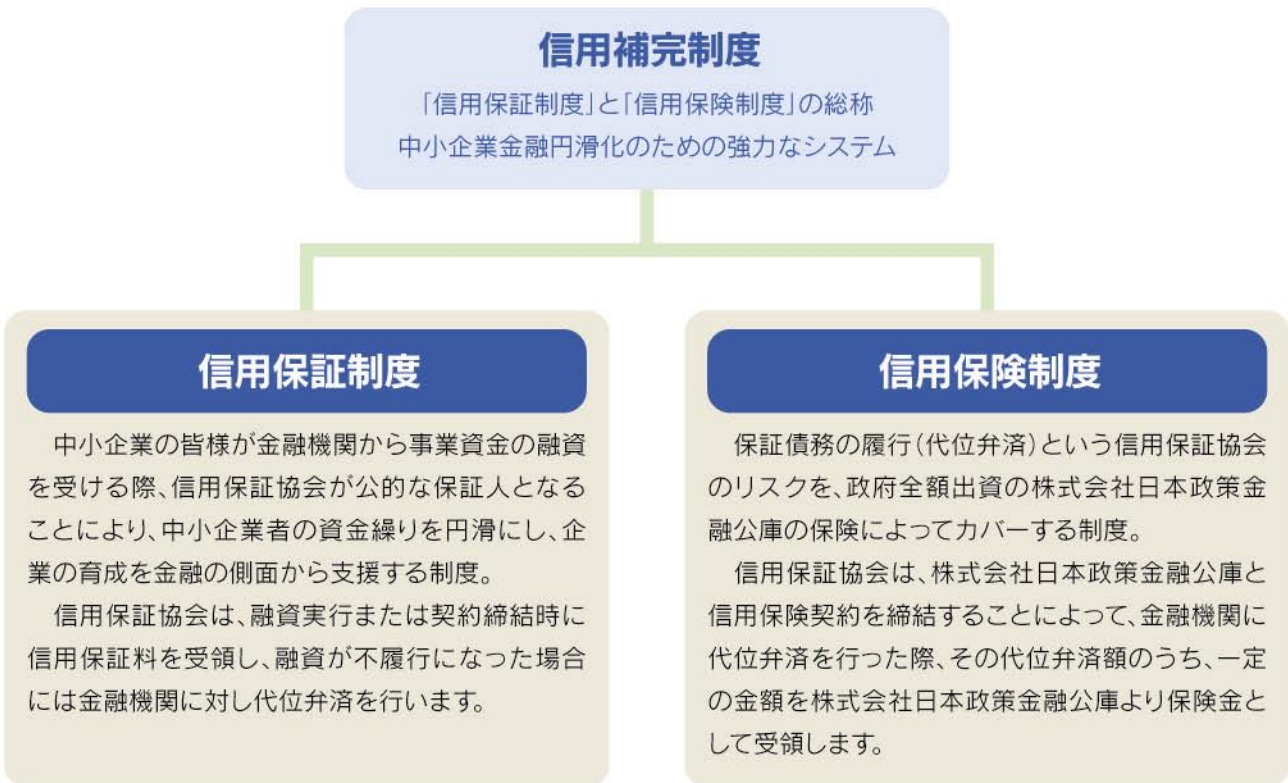 信用補完制度
「信用保証制度」と「信用保険制度」の総称
中小企業金融円滑化のための強力なシステム
信用保証制度
中小企業の皆様が金融機関から事業資金の融資
を受ける際、信用保証協会が公的な保証人となる
ことにより、中小企業者の資金繰りを円滑にし、企
業の育成を金融の側面から支援する制度。
信用保証協会は、融資実行または契約締結時に
信用保証料を受領し、融資が不履行になった場合
には金融機関に対し代位弁済を行います。
信用保険制度
保証債務の履行（代位弁済）という信用保証協会
のリスクを、政府全額出資の株式会社日本政策金
融公庫の保険によってカバーする制度。
信用保証協会は、株式会社日本政策金融公庫と
信用保険契約を締結することによって、金融機関に
代位弁済を行った際、その代位弁済額のうち、一定
の金額を株式会社日本政策金融公庫より保険金と
して受領します。